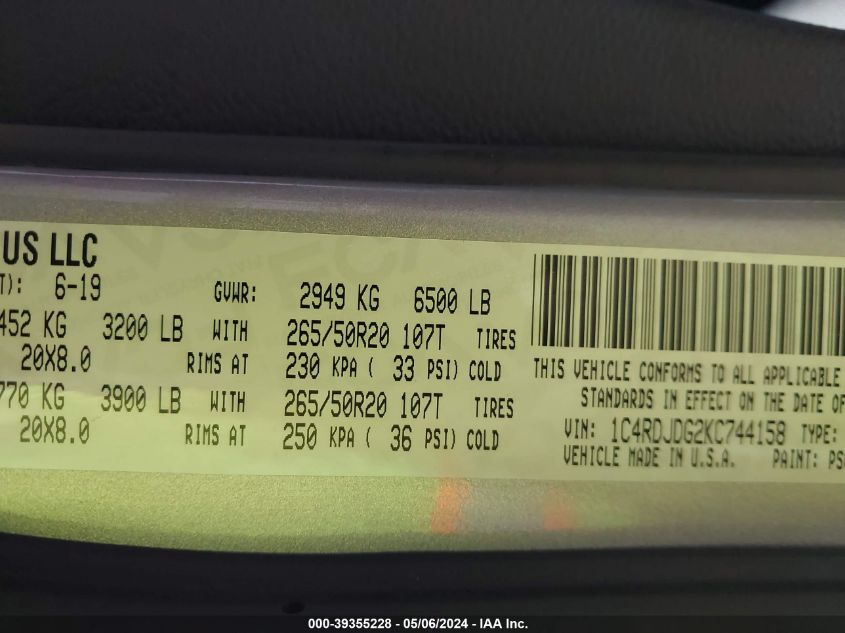 US LLC
T): 6-19 GVWR: 2949 KG 6500 LB
452 KG 3200 LB WITH 265/50R20 107T TIRES
20X8.0 RIMS AT 230 KPA ( 33 PSI) COLD
770 KG 3900 LB WITH 265/50R20 107T TIRES
20X8.0 RIMS AT 250 KPA ( 36 PSI) COLD
THIS VEHICLE CONFORMS TO ALL APPLICABLE
STANDARDS IN EFFECT ON THE DATE OF
VIN: 1C4RDJDG2KC744158 TYPE:
VEHICLE MADE IN U.S.A. PAINT: PS
000-39355228 - 05/06/2024 - IAA Inc.